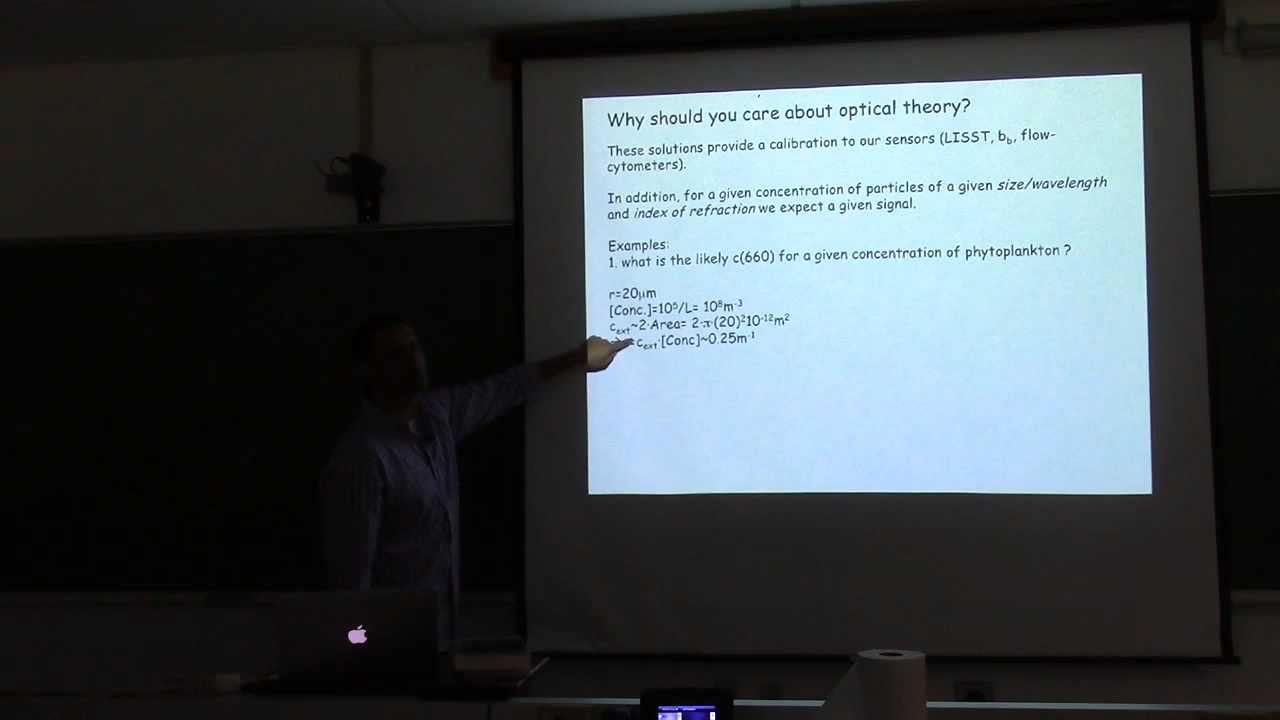 Why should you care about optical theory?
These solutions provide a calibration to our sensors (LISST, b_b, flow-
cytometers).
In addition, for a given concentration of particles of a given size/wavelength
and index of refraction we expect a given signal.
Examples:
1. what is the likely c(660) for a given concentration of phytoplankton ?
r=20μm
[Conc.]=10⁵/L= 10⁸m⁻³
c_ext~2·Area= 2·π·(20)²10⁻¹²m²
=c_ext·[Conc]~0.25m⁻¹